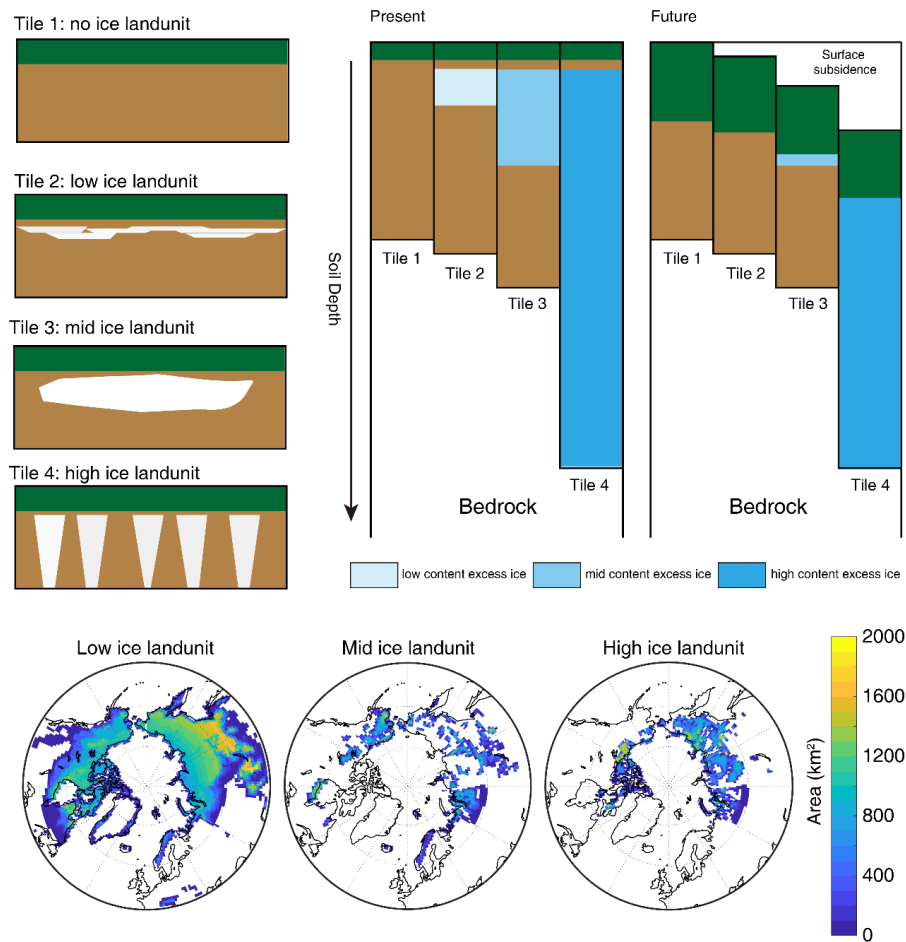 Tile 1: no ice landunit
Tile 2: low ice landunit
Tile 3: mid ice landunit
Tile 4: high ice landunit
Present
Soil Depth
Tile 1
Tile 2
Tile 3
Tile 4
Bedrock
Future
Surface
subsidence
Tile 1
Tile 2
Tile 3
Tile 4
Bedrock
low content excess ice
mid content excess ice
high content excess ice
Low ice landunit
Mid ice landunit
High ice landunit
2000
1600
1200
800
400
0
Area (km²)